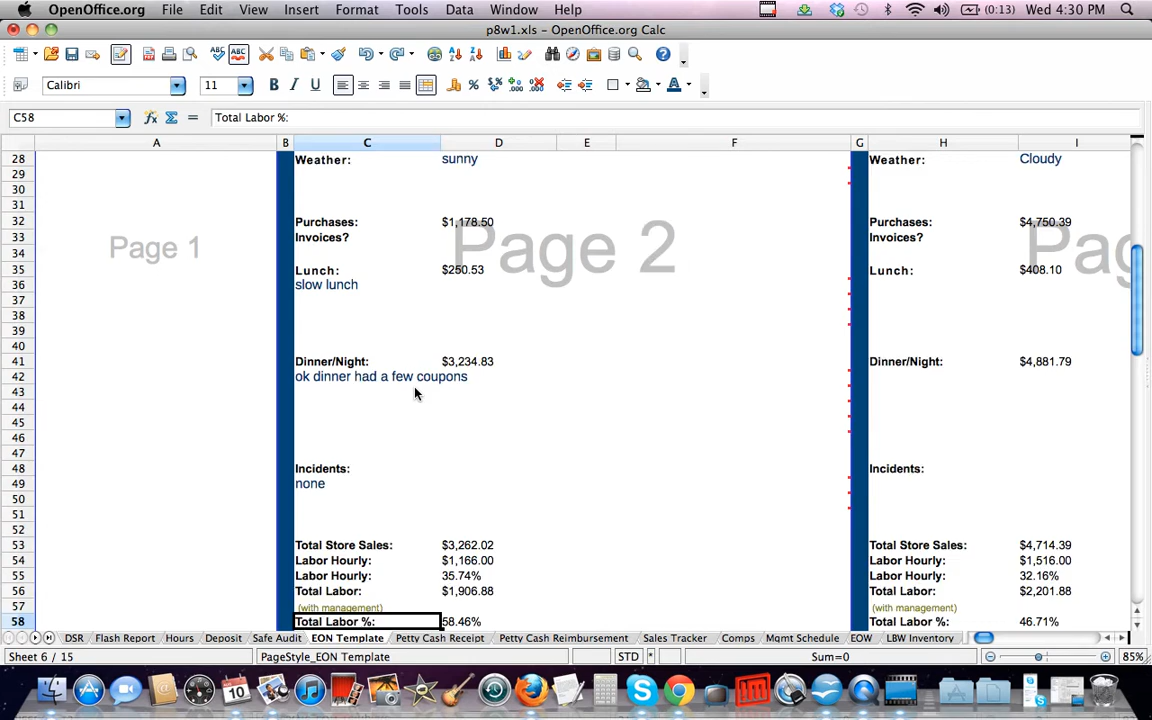 OpenOffice.org File Edit View Insert Format Tools Data Window Help (0:13) Wed 4:30 PM
p8w1.xls - OpenOffice.org Calc
Calibri 11
C58 Total Labor %:
A B C D E F G H I
28 Weather: sunny Weather: Cloudy
29
30
31
32 Purchases: $1,178.50 Purchases: $4,750.39
33 Invoices? Invoices?
Page 1 Page 2 Pag
34
35 Lunch: $250.53 Lunch: $408.10
36 slow lunch
37
38
39
40
41 Dinner/Night: $3,234.83 Dinner/Night: $4,881.79
42 ok dinner had a few coupons
43
44
45
46
47
48 Incidents: Incidents:
49 none
50
51
52
53 Total Store Sales: $3,262.02 Total Store Sales: $4,714.39
54 Labor Hourly: $1,166.00 Labor Hourly: $1,516.00
55 Labor Hourly: 35.74% Labor Hourly: 32.16%
56 Total Labor: $1,906.88 Total Labor: $2,201.88
57 (with management) (with management)
58 Total Labor %: 58.46% Total Labor %: 46.71%
DSR Flash Report Hours Deposit Safe Audit EON Template Petty Cash Receipt Petty Cash Reimbursement Sales Tracker Comps Mqmt Schedule EOW LBW Inventory
Sheet 6 / 15 PageStyle_EON Template STD * Sum=0 85%